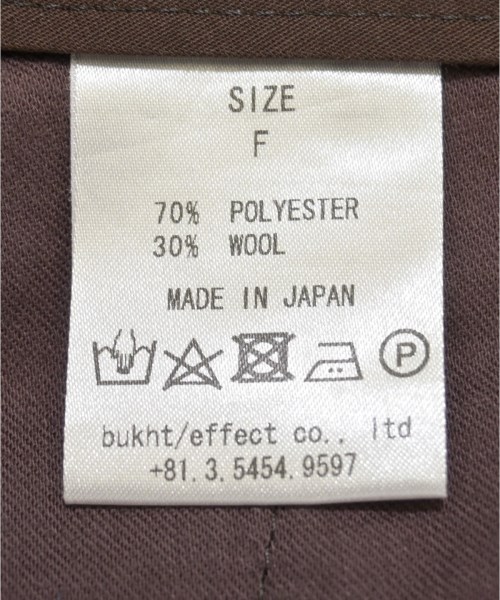 SIZE
F
70% POLYESTER
30% WOOL
MADE IN JAPAN
P
bukht/effect co., ltd
+81.3.5454.9597